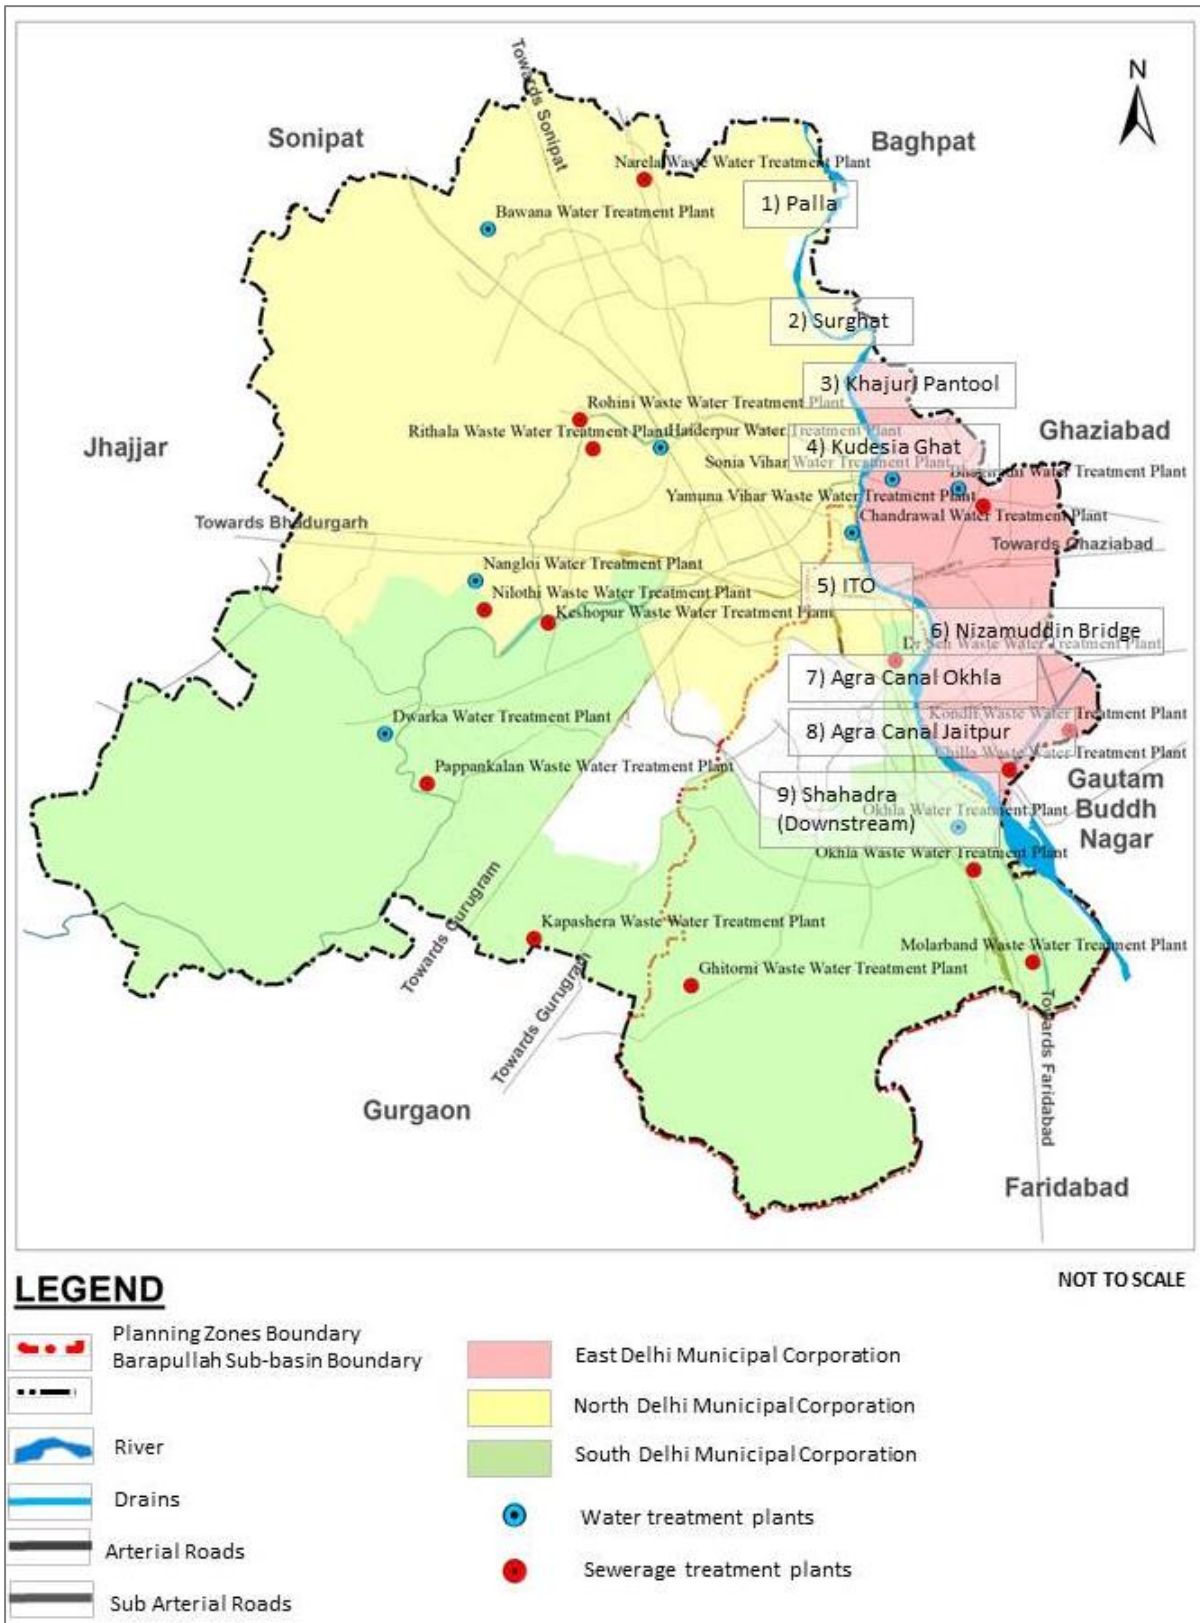 Towards Sonipat
N
Sonipat
Baghpat
Narela Waste Water Treatment Plant
1) Palla
Bawana Water Treatment Plant
2) Surghat
3) Khajuri Pantool
Rohini Waste Water Treatment Plant
Ghaziabad
Jhajjar
Rithala Waste Water Treatment Plant
Haiderpur Water Treatment Plant
4) Kudesia Ghat
Sonia Vihar Water Treatment Plant
Bhagirathi Water Treatment Plant
Yamuna Vihar Waste Water Treatment Plant
Chandrawal Water Treatment Plant
Towards Bhadurgarh
Towards Ghaziabad
Nangloi Water Treatment Plant
5) ITO
Nilothi Waste Water Treatment Plant
Keshopur Waste Water Treatment Plant
6) Nizamuddin Bridge
Dr Sen Waste Water Treatment Plant
7) Agra Canal Okhla
Dwarka Water Treatment Plant
Kondli Waste Water Treatment Plant
8) Agra Canal Jaitpur
Chilla Waste Water Treatment Plant
Pappankalan Waste Water Treatment Plant
Gautam
Buddh
Nagar
9) Shahadra
(Downstream)
Okhla Water Treatment Plant
Okhla Waste Water Treatment Plant
Towards Gurugram
Kapashera Waste Water Treatment Plant
Molarband Waste Water Treatment Plant
Ghitorni Waste Water Treatment Plant
Towards Gurugram
Towards Faridabad
Gurgaon
Faridabad
LEGEND
NOT TO SCALE
Planning Zones Boundary
Barapullah Sub-basin Boundary
River
Drains
Arterial Roads
Sub Arterial Roads
East Delhi Municipal Corporation
North Delhi Municipal Corporation
South Delhi Municipal Corporation
Water treatment plants
Sewerage treatment plants